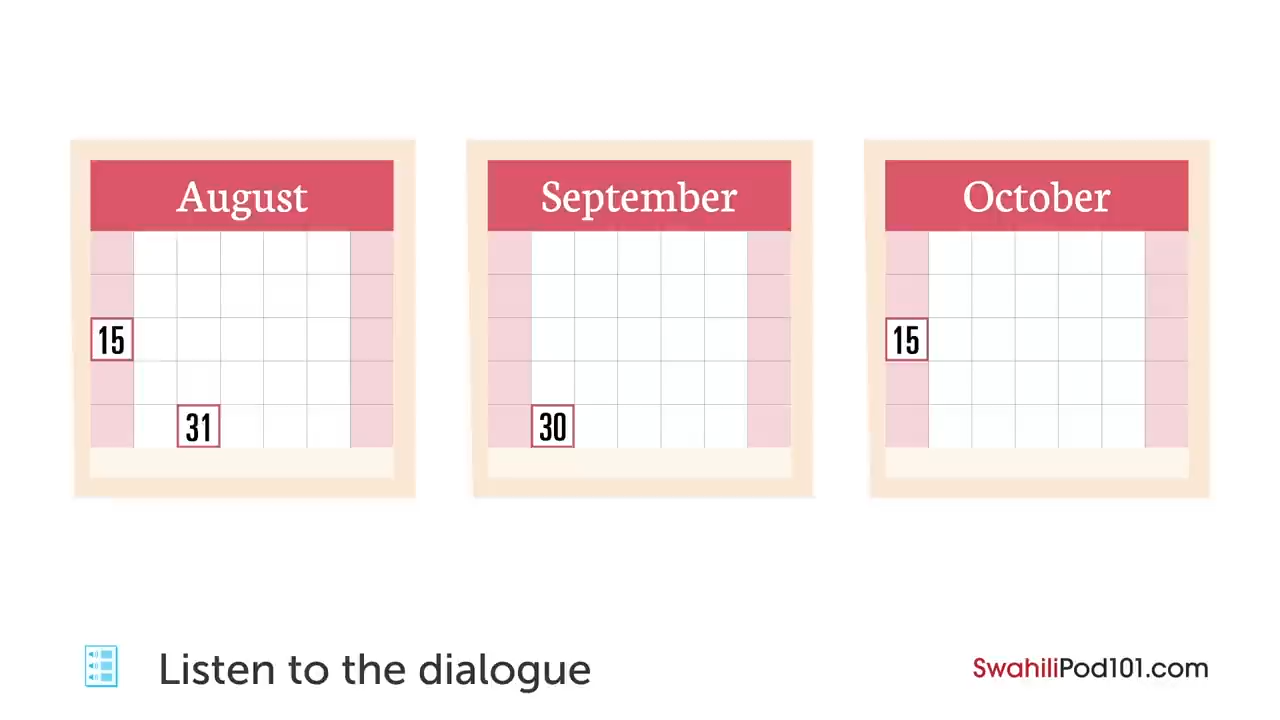 August
15
31
September
30
October
15
Listen to the dialogue
SwahiliPod101.com